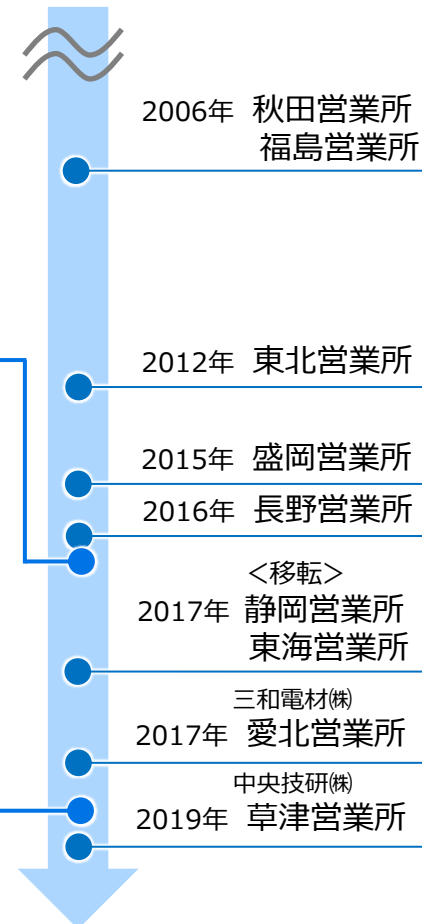 2006年 秋田営業所
福島営業所
2012年 東北営業所
2015年 盛岡営業所
2016年 長野営業所
<移転>
2017年 静岡営業所
東海営業所
三和電材㈱
2017年 愛北営業所
中央技研㈱
2019年 草津営業所